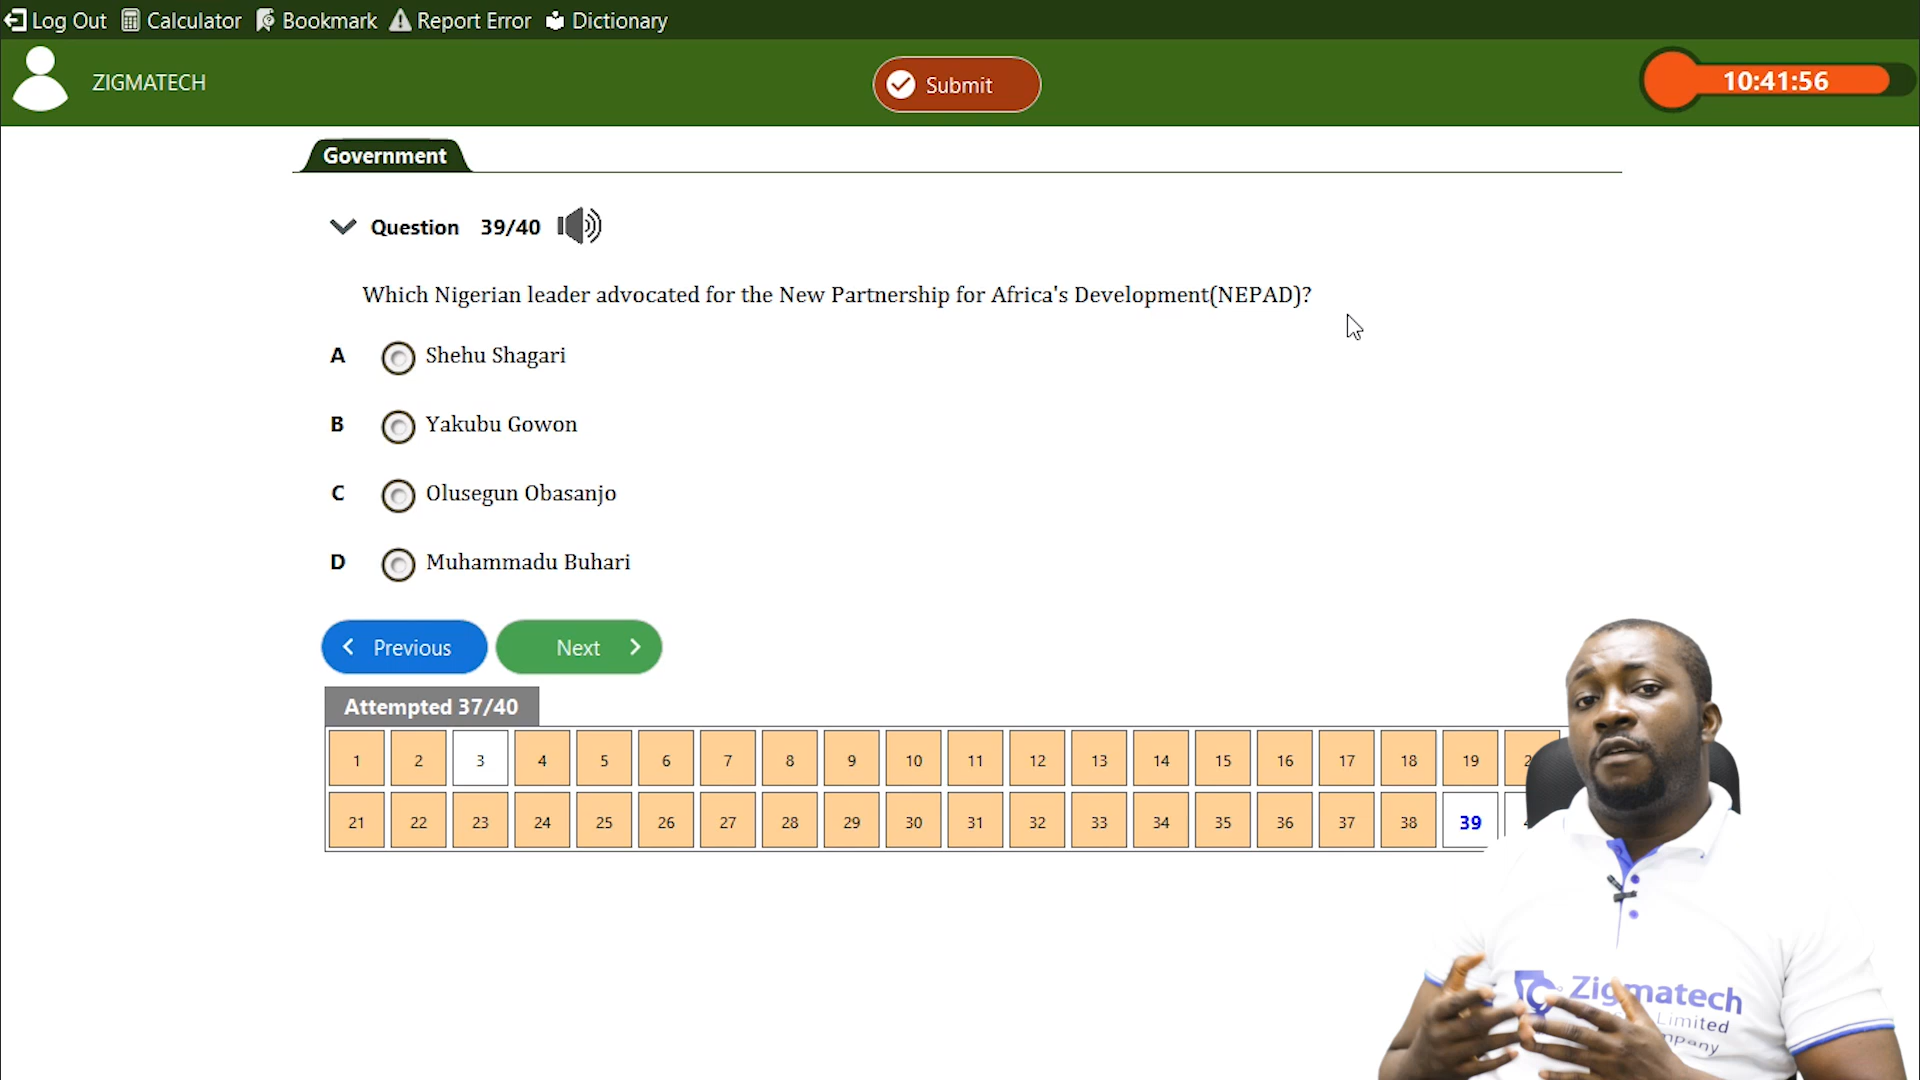 Log Out Calculator Bookmark Report Error Dictionary
ZIGMATECH
Submit
10:41:56
Government
Question 39/40
Which Nigerian leader advocated for the New Partnership for Africa's Development(NEPAD)?
A Shehu Shagari
B Yakubu Gowon
C Olusegun Obasanjo
D Muhammadu Buhari
Previous Next
Attempted 37/40
1 2 3 4 5 6 7 8 9 10 11 12 13 14 15 16 17 18 19
21 22 23 24 25 26 27 28 29 30 31 32 33 34 35 36 37 38 39
Zigmatech
Limited